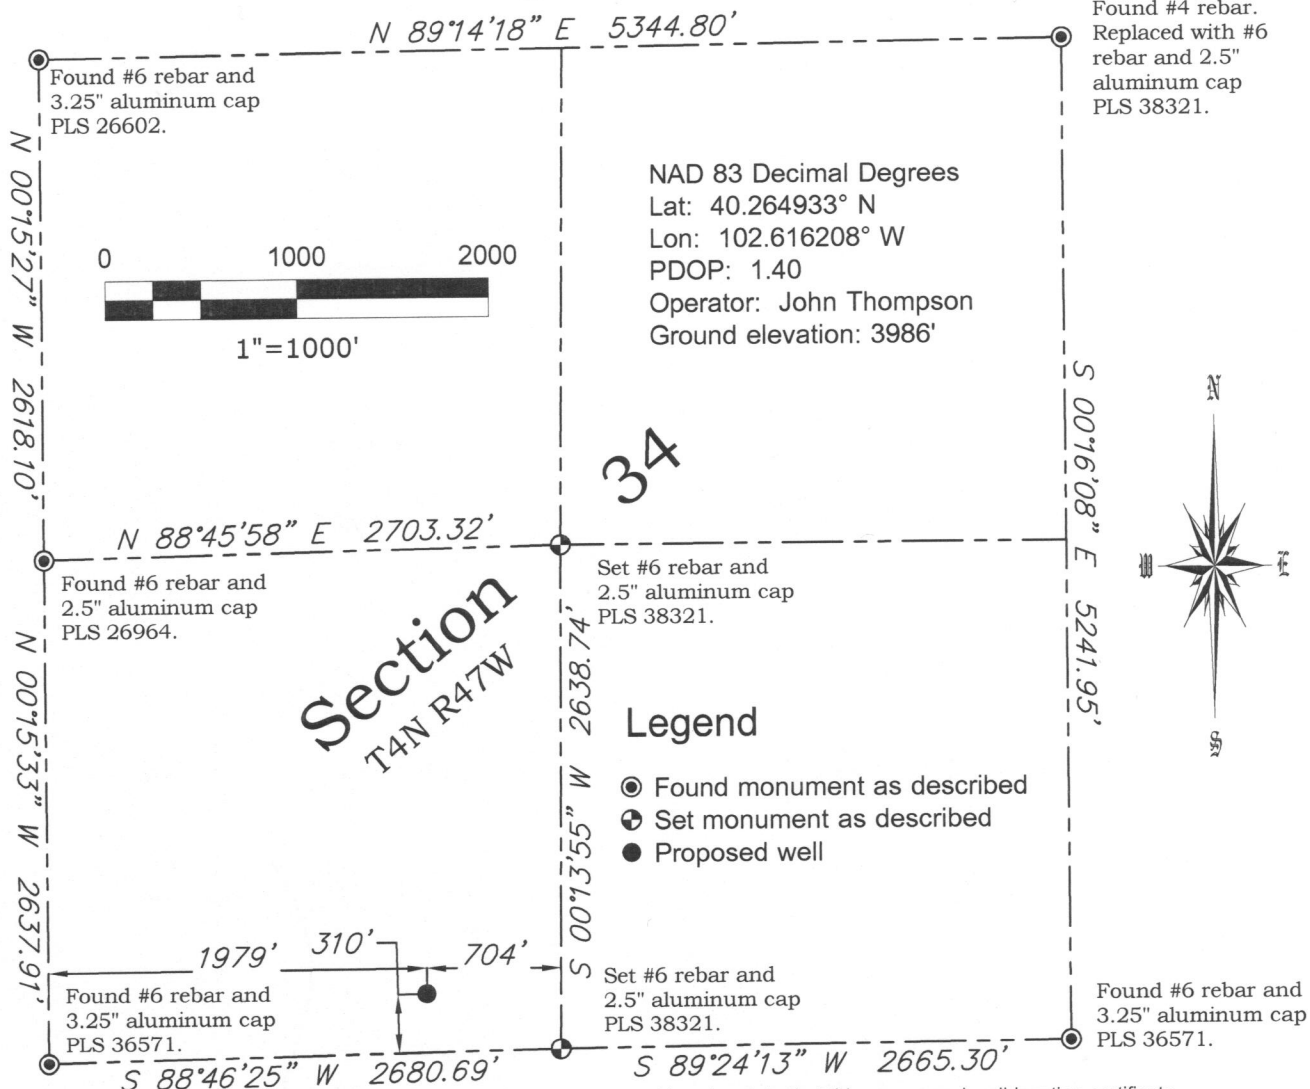 N 89°14'18" E 5344.80'
Found #4 rebar.
Replaced with #6
rebar and 2.5"
aluminum cap
PLS 38321.
Found #6 rebar and
3.25" aluminum cap
PLS 26602.
N 00°15'27" W 2618.10'
NAD 83 Decimal Degrees
Lat: 40.264933° N
Lon: 102.616208° W
PDOP: 1.40
Operator: John Thompson
Ground elevation: 3986'
0 1000 2000
1"=1000'
S 00°16'08" E 5241.95'
N
W E
S
Section 34
T4N R47W
N 88°45'58" E 2703.32'
Found #6 rebar and
2.5" aluminum cap
PLS 26964.
Set #6 rebar and
2.5" aluminum cap
PLS 38321.
N 00°15'33" W 2637.91'
S 00°13'55" W 2638.74'
Legend
Found monument as described
Set monument as described
Proposed well
1979' 310' 704'
Found #6 rebar and
3.25" aluminum cap
PLS 36571.
Set #6 rebar and
2.5" aluminum cap
PLS 38321.
Found #6 rebar and
3.25" aluminum cap
PLS 36571.
S 88°46'25" W 2680.69'
S 89°24'13" W 2665.30'